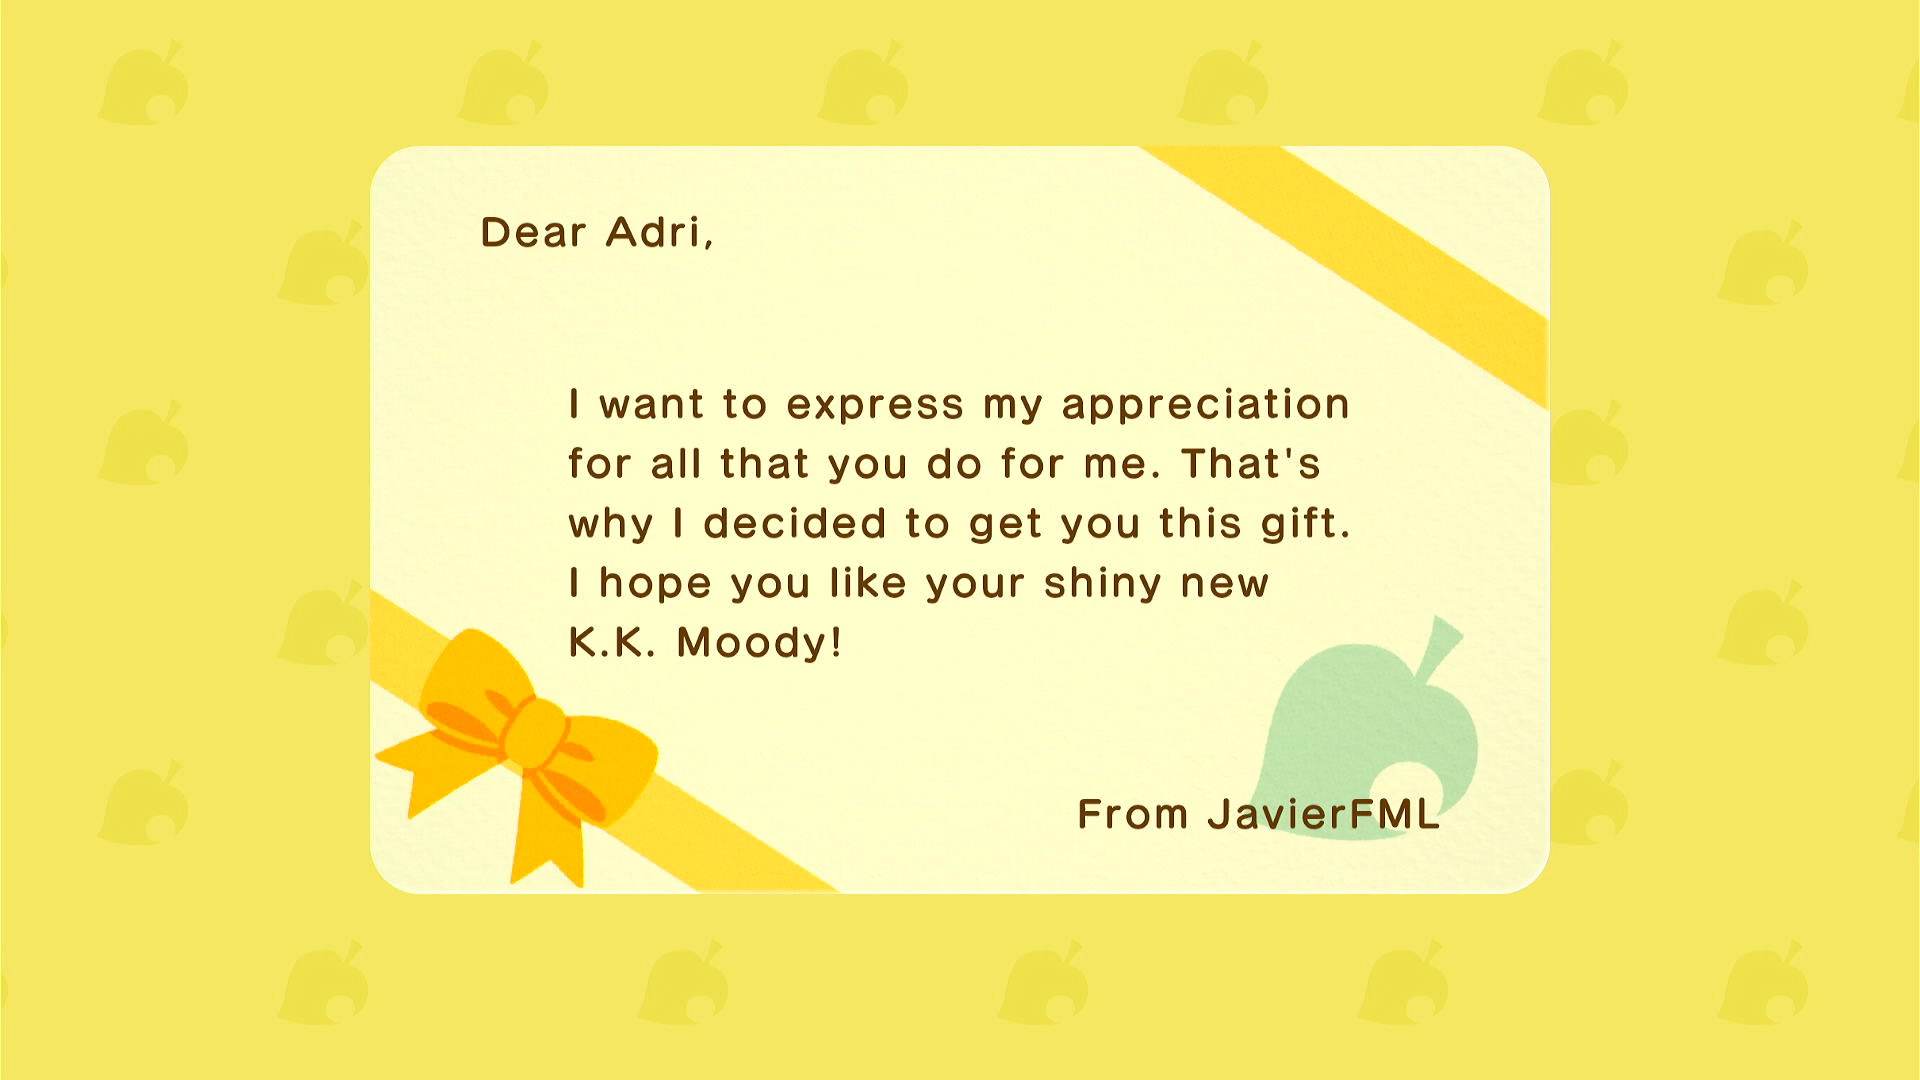 Dear Adri,
I want to express my appreciation
for all that you do for me. That's
why I decided to get you this gift.
I hope you like your shiny new
K.K. Moody!
From JavierFML